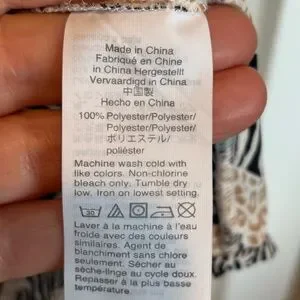 Made in China
Fabriqué en Chine
in China Hergestellt
Vervaardigd in China
中国製
Hecho en China
100% Polyester/Polyester/
Polyester/Polyester/
ポリエステル/
poliéster
Machine wash cold with
like colors. Non-chlorine
bleach only. Tumble dry
low. Iron on lowest setting.
30
Laver à la machine à l'eau
froide avec des couleurs
similaires. Agent de
blanchiment sans chlore
seulement. Sécher au
sèche-linge au cycle doux.
Repasser à la plus basse
température.